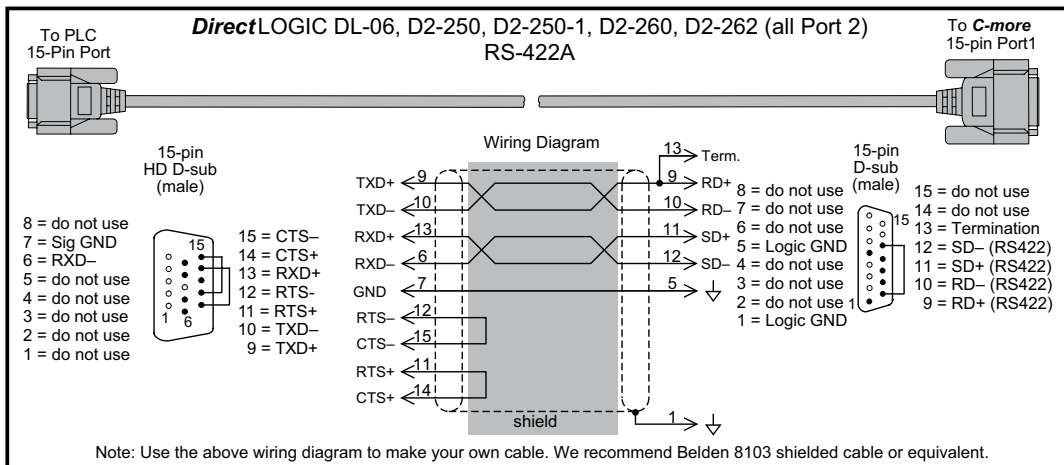 DirectLOGIC DL-06, D2-250, D2-250-1, D2-260, D2-262 (all Port 2)
RS-422A
To PLC
15-Pin Port
To C-more
15-pin Port1
15-pin
HD D-sub
(male)
8 = do not use
7 = Sig GND
6 = RXD–
5 = do not use
4 = do not use
3 = do not use
2 = do not use
1 = do not use
15
1
6
15 = CTS–
14 = CTS+
13 = RXD+
12 = RTS-
11 = RTS+
10 = TXD–
9 = TXD+
Wiring Diagram
13 Term.
TXD+ 9 9 RD+
TXD– 10 10 RD–
RXD+ 13 11 SD+
RXD– 6 12 SD–
GND 7 5
RTS– 12
CTS– 15
RTS+ 11
CTS+ 14
shield
1
8 = do not use
7 = do not use
6 = do not use
5 = Logic GND
4 = do not use
3 = do not use
2 = do not use
1 = Logic GND
15-pin
D-sub
(male)
15
1
15 = do not use
14 = do not use
13 = Termination
12 = SD– (RS422)
11 = SD+ (RS422)
10 = RD– (RS422)
9 = RD+ (RS422)
Note: Use the above wiring diagram to make your own cable. We recommend Belden 8103 shielded cable or equivalent.